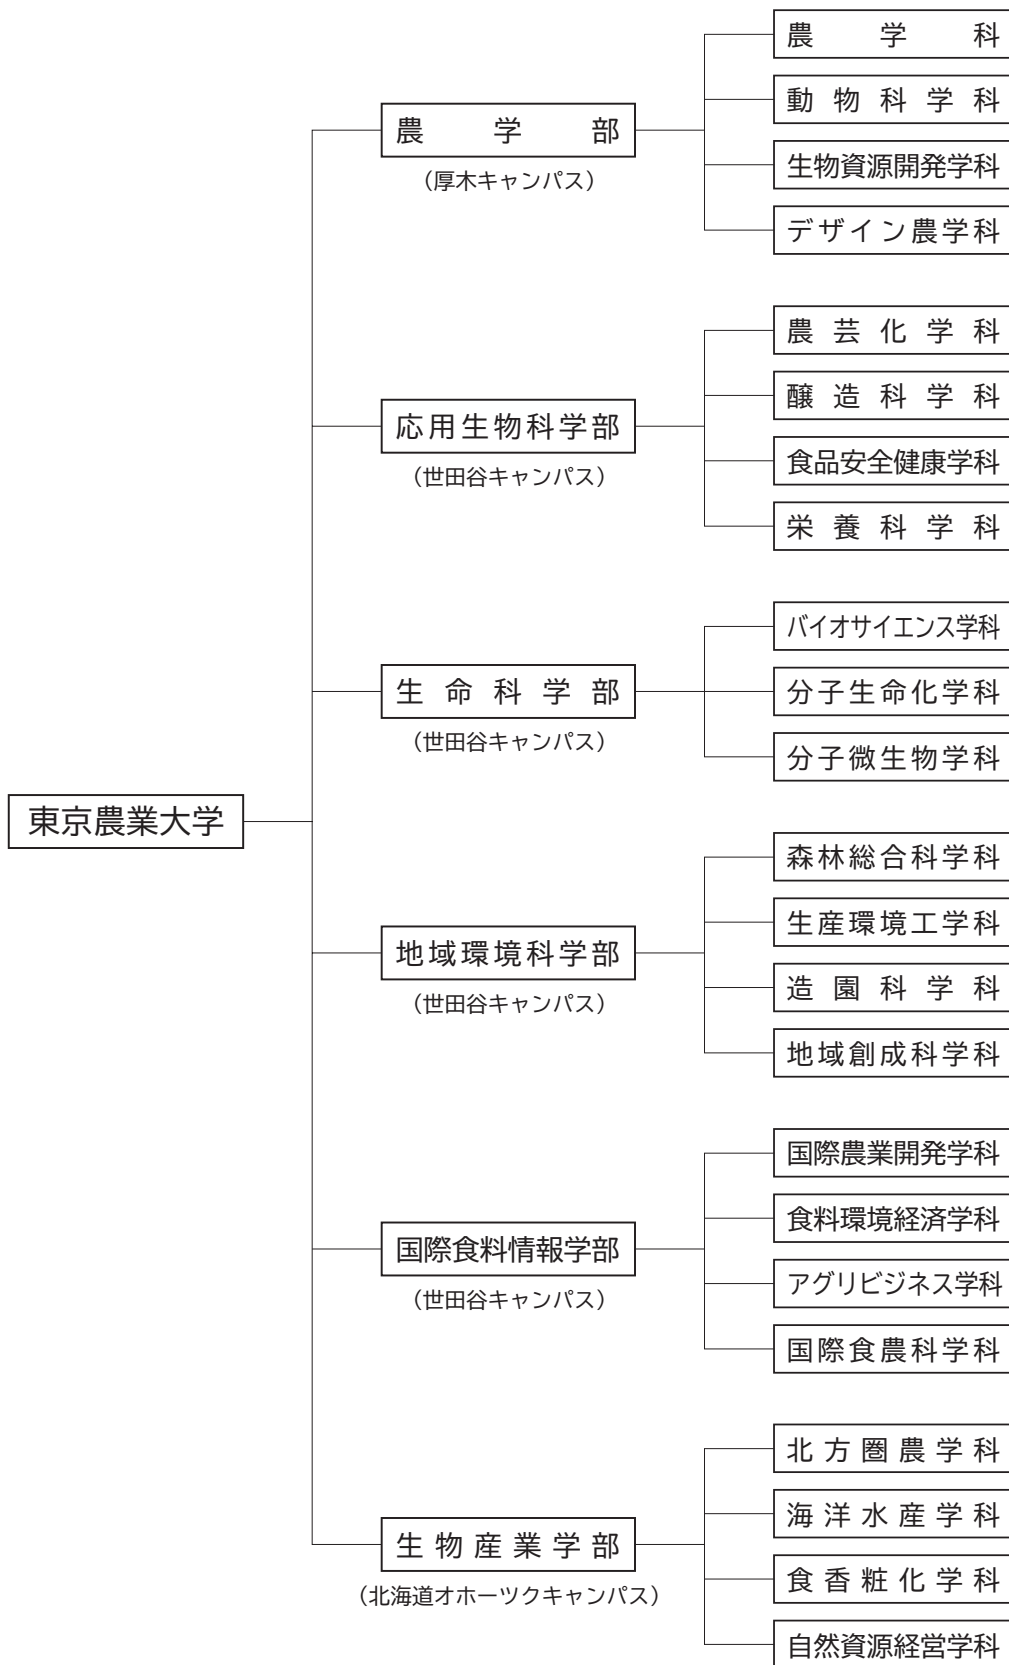 東京農業大学
農学部
（厚木キャンパス）
農学科
動物科学科
生物資源開発学科
デザイン農学科
応用生物科学部
（世田谷キャンパス）
農芸化学科
醸造科学科
食品安全健康学科
栄養科学科
生命科学部
（世田谷キャンパス）
バイオサイエンス学科
分子生命化学科
分子微生物学科
地域環境科学部
（世田谷キャンパス）
森林総合科学科
生産環境工学科
造園科学科
地域創成科学科
国際食料情報学部
（世田谷キャンパス）
国際農業開発学科
食料環境経済学科
アグリビジネス学科
国際食農科学科
生物産業学部
（北海道オホーツクキャンパス）
北方圏農学科
海洋水産学科
食香粧化学科
自然資源経営学科